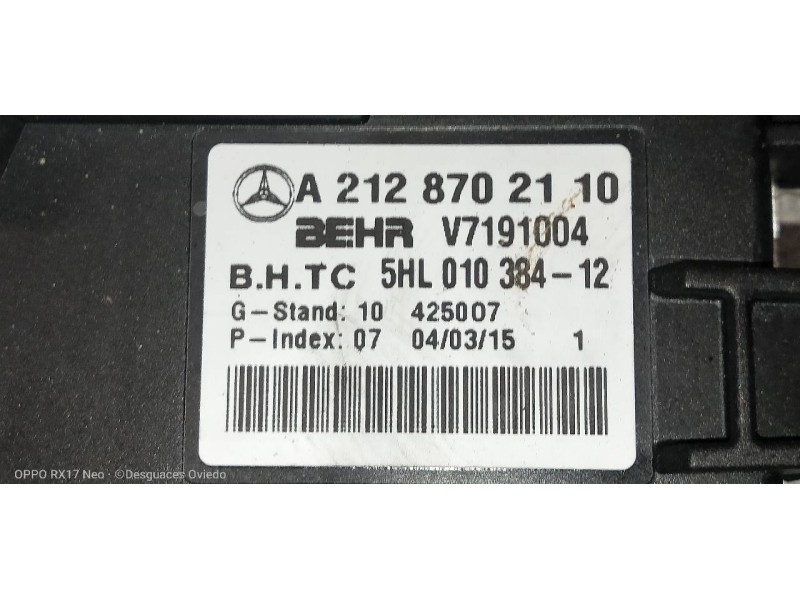 A 212 870 21 10
BEHR V7191004
B.H.TC 5HL 010 384-12
G-Stand: 10 425007
P-Index: 07 04/03/15 1
OPPO RX17 Neo · ©Desguaces Oviedo